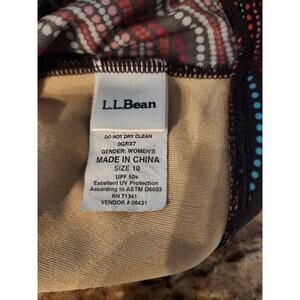 L.L.Bean
DO NOT DRY CLEAN
0GRX7
GENDER: WOMEN'S
MADE IN CHINA
SIZE 10
UPF 50+
Excellent UV Protection
According to ASTM D6603
RN 71341
VENDOR # 06431